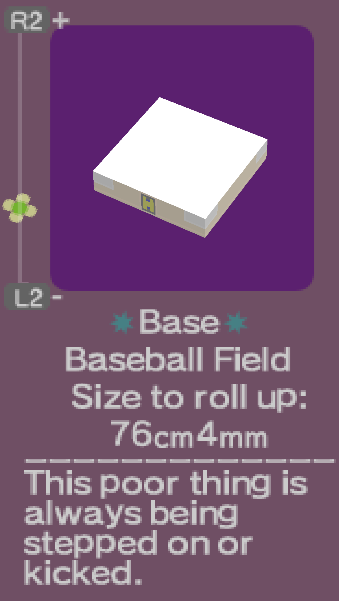 R2 +
L2 -
Base
Baseball Field
Size to roll up:
76cm4mm
This poor thing is
always being
stepped on or
kicked.